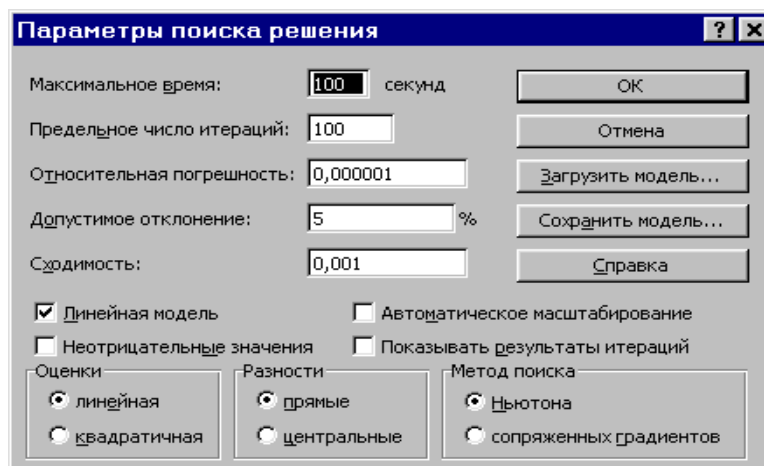 Параметры поиска решения
Максимальное время: 100 секунд
OK
Предельное число итераций: 100
Отмена
Относительная погрешность: 0,000001
Загрузить модель...
Допустимое отклонение: 5 %
Сохранить модель...
Сходимость: 0,001
Справка
Линейная модель
Автоматическое масштабирование
Неотрицательные значения
Показывать результаты итераций
Оценки
линейная
квадратичная
Разности
прямые
центральные
Метод поиска
Ньютона
сопряженных градиентов